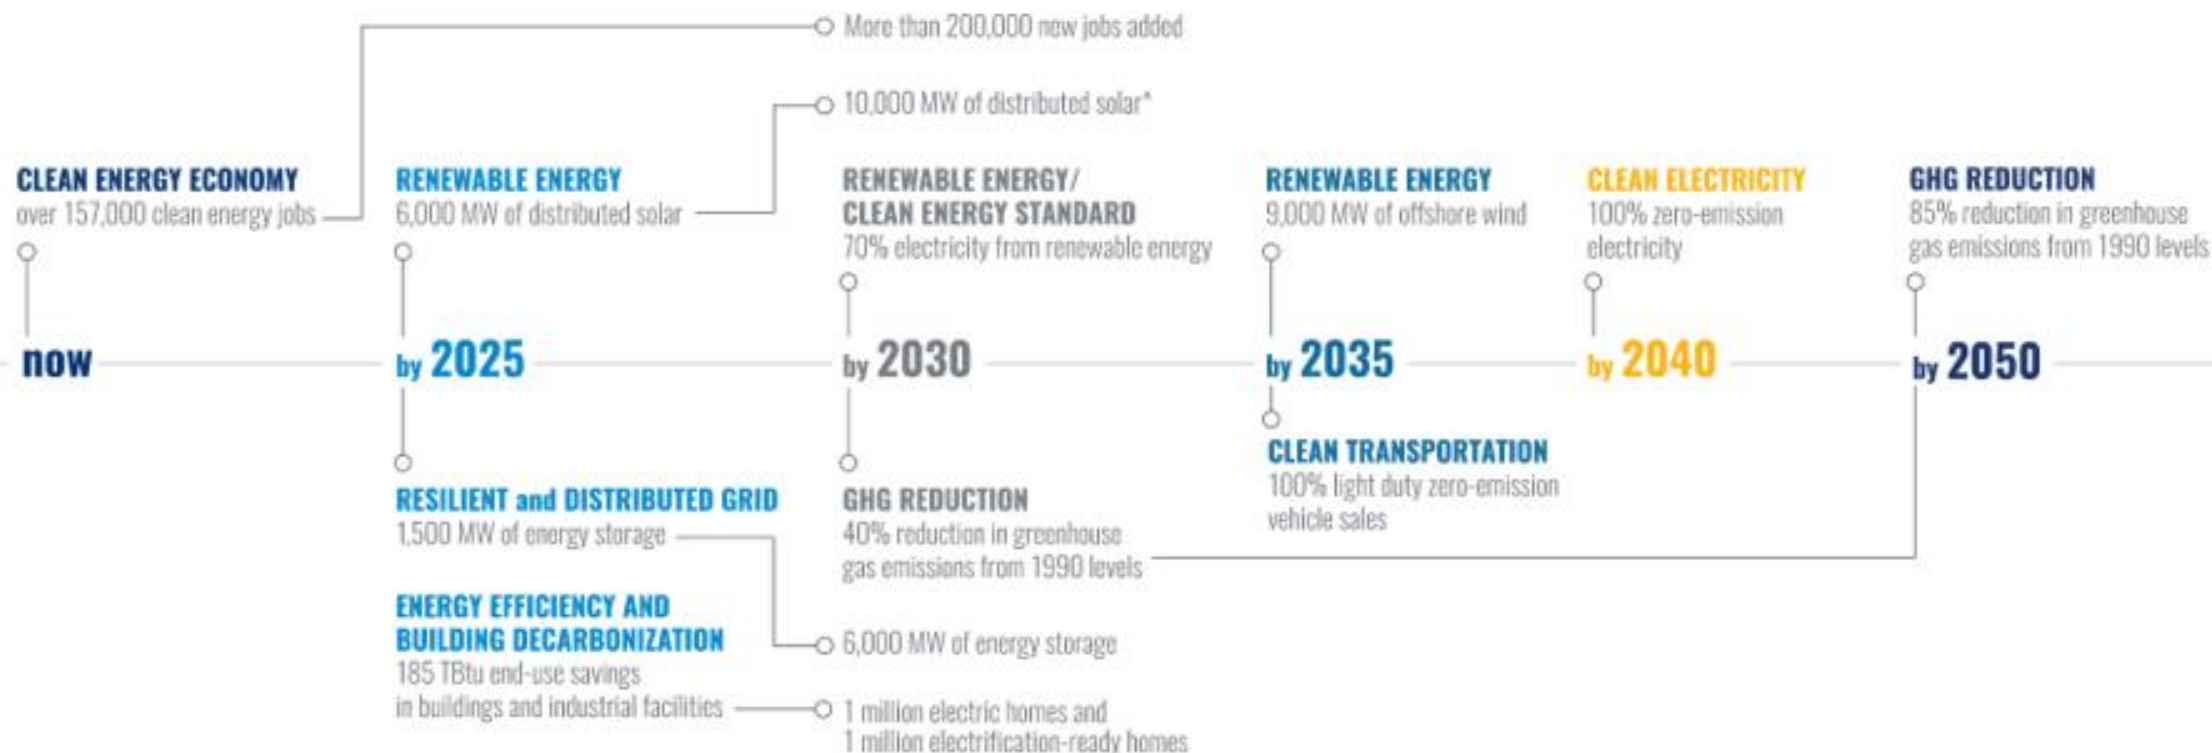 More than 200,000 new jobs added
10,000 MW of distributed solar*
CLEAN ENERGY ECONOMY
over 157,000 clean energy jobs
RENEWABLE ENERGY
6,000 MW of distributed solar
RENEWABLE ENERGY/
CLEAN ENERGY STANDARD
70% electricity from renewable energy
RENEWABLE ENERGY
9,000 MW of offshore wind
CLEAN ELECTRICITY
100% zero-emission
electricity
GHG REDUCTION
85% reduction in greenhouse
gas emissions from 1990 levels
now
by 2025
by 2030
by 2035
by 2040
by 2050
RESILIENT and DISTRIBUTED GRID
1,500 MW of energy storage
ENERGY EFFICIENCY AND
BUILDING DECARBONIZATION
185 TBtu end-use savings
in buildings and industrial facilities
GHG REDUCTION
40% reduction in greenhouse
gas emissions from 1990 levels
6,000 MW of energy storage
1 million electric homes and
1 million electrification-ready homes
CLEAN TRANSPORTATION
100% light duty zero-emission
vehicle sales